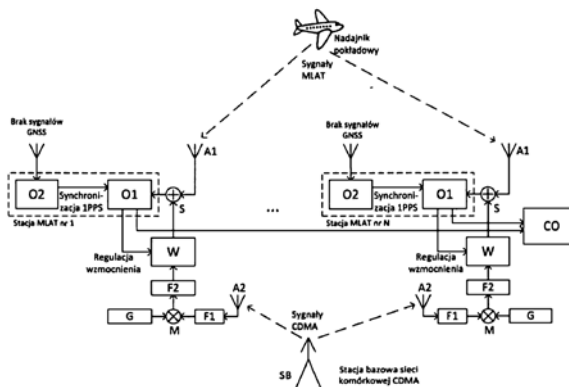 Nadajnik
pokładowy
Sygnały
MLAT
Brak sygnałów
GNSS
A1
O2
Synchroni-
zacja 1PPS
O1
S
Stacja MLAT nr 1
Regulacja
wzmocnienia
W
F2
A2
G
M
F1
...
Brak sygnałów
GNSS
A1
O2
Synchroni-
zacja 1PPS
O1
S
Stacja MLAT nr N
CO
Regulacja
wzmocnienia
W
F2
A2
F1
M
G
Sygnały
CDMA
SB
Stacja bazowa sieci
komórkowej CDMA